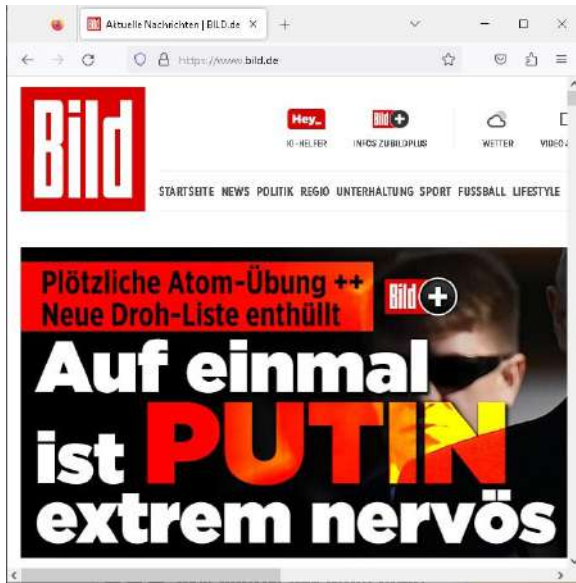 Aktuelle Nachrichten | BILD.de
https://www.bild.de
Bild
Hey_
Bild+
KI-HELFER
INFOS ZU BILDPLUS
WETTER
STARTSEITE NEWS POLITIK REGIO UNTERHALTUNG SPORT FUSSBALL LIFESTYLE
Plötzliche Atom-Übung ++
Neue Droh-Liste enthüllt
Bild+
Auf einmal
ist PUTIN
extrem nervös